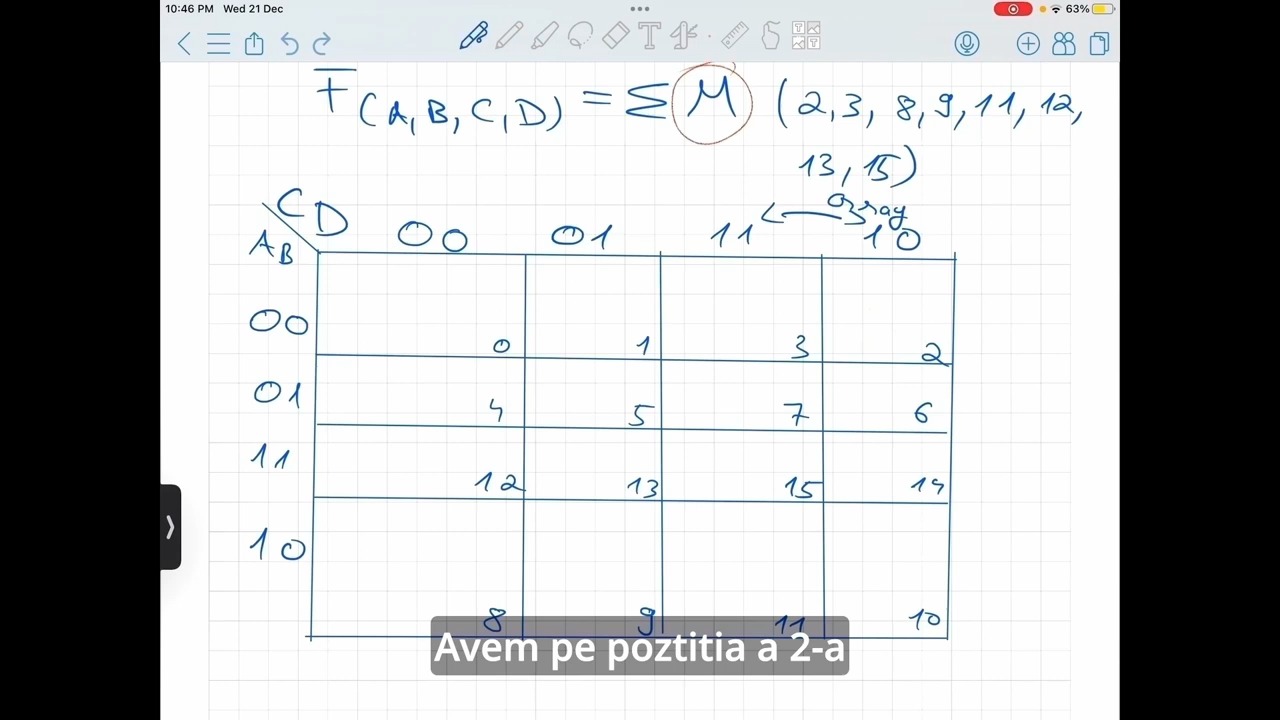 10:46 PM Wed 21 Dec
63%
F̅(A,B,C,D) = Σ M (2,3, 8,9,11,12,
13, 15)
Gray
CD
00 01 11 10
AB
00 0 1 3 2
01 4 5 7 6
11 12 13 15 14
10 8 9 11 10
Avem pe poztitia a 2-a